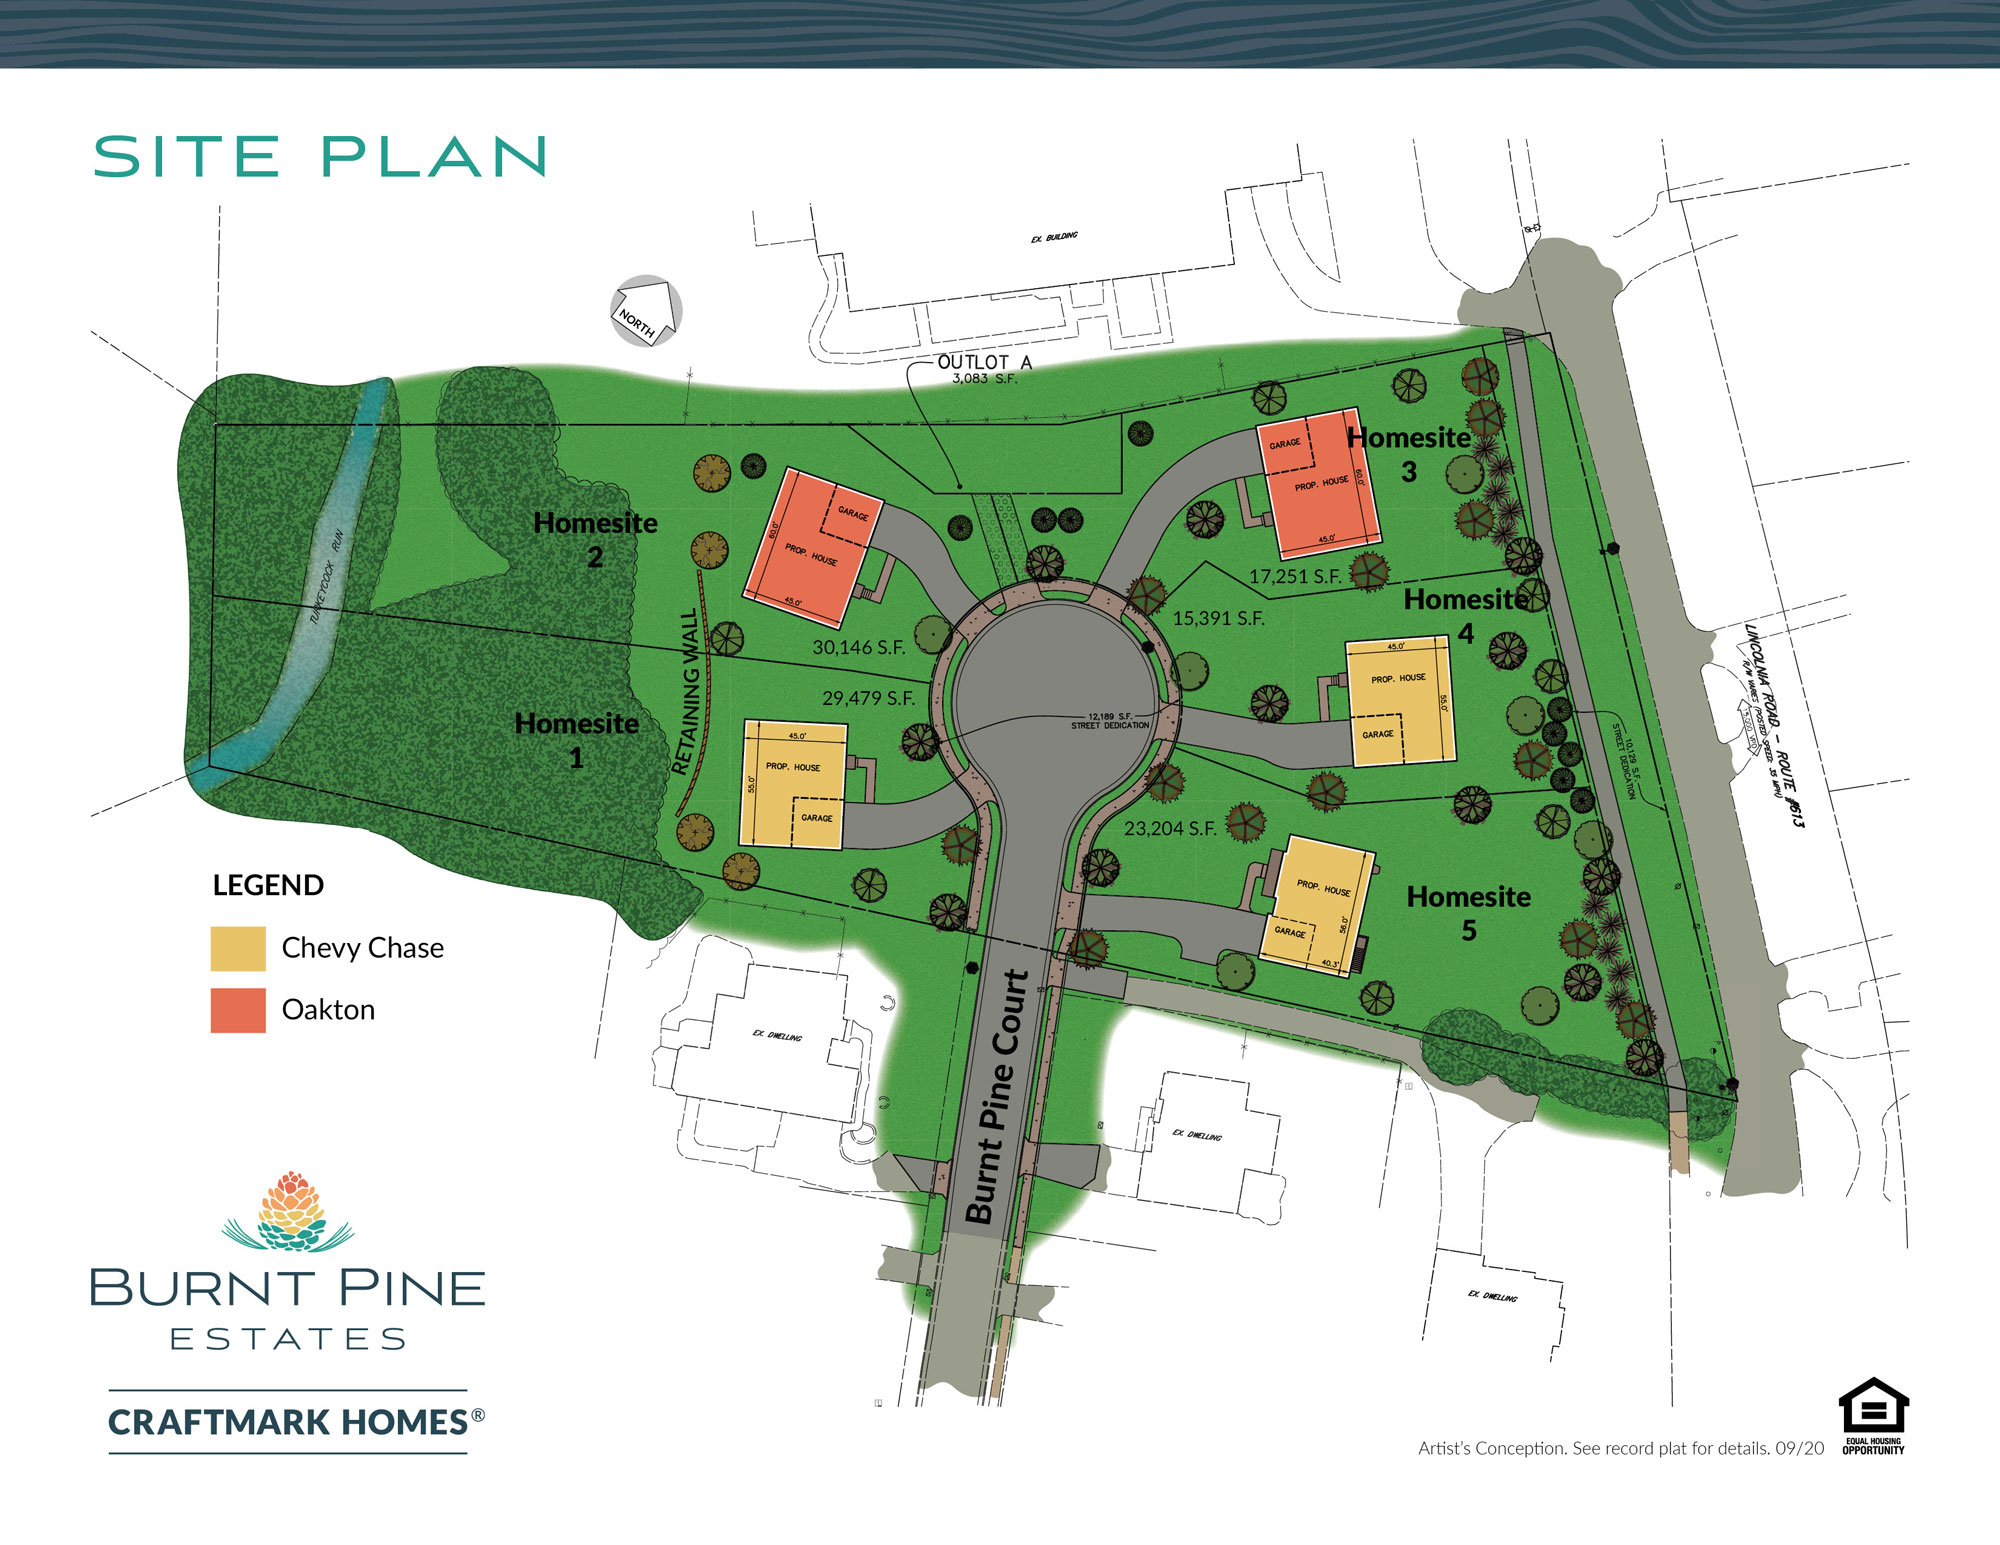 SITE PLAN
EX. BUILDING
NORTH
OUTLOT A
3,083 S.F.
Homesite
3
GARAGE
PROP. HOUSE
60.0'
45.0'
17,251 S.F.
Homesite
2
GARAGE
PROP. HOUSE
60.0'
45.0'
30,146 S.F.
TURKEYCOCK RUN
RETAINING WALL
Homesite
4
15,391 S.F.
45.0'
PROP. HOUSE
55.0'
GARAGE
Homesite
1
29,479 S.F.
45.0'
PROP. HOUSE
55.0'
GARAGE
12,189 S.F.
STREET DEDICATION
10,129 S.F.
STREET DEDICATION
LINCOLNIA ROAD - ROUTE #613
R/W VARIES (POSTED SPEED: 35 MPH)
23,204 S.F.
Homesite
5
PROP. HOUSE
GARAGE
56.0'
40.3'
LEGEND
Chevy Chase
Oakton
EX. DWELLING
EX. DWELLING
EX. DWELLING
Burnt Pine Court
BURNT PINE
ESTATES
CRAFTMARK HOMES®
Artist's Conception. See record plat for details. 09/20
EQUAL HOUSING
OPPORTUNITY